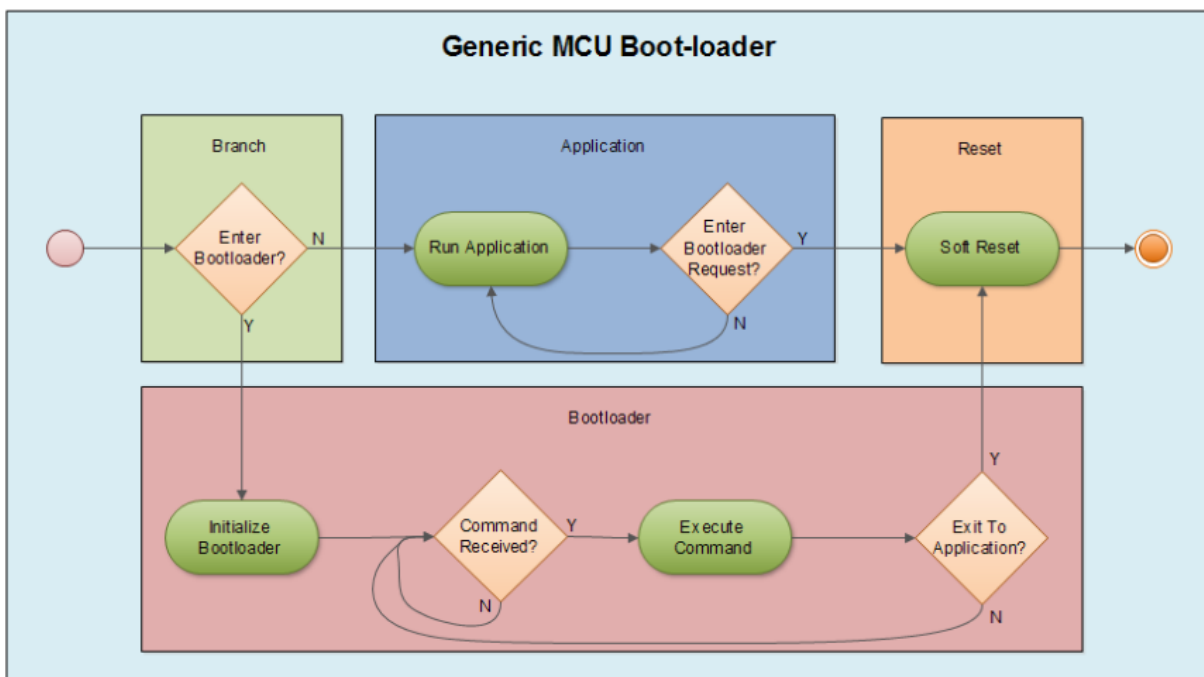 Generic MCU Boot-loader
Branch
Enter
Bootloader?
N
Y
Application
Run Application
Enter
Bootloader
Request?
Y
N
Reset
Soft Reset
Bootloader
Initialize
Bootloader
Command
Received?
Y
N
Execute
Command
Exit To
Application?
Y
N